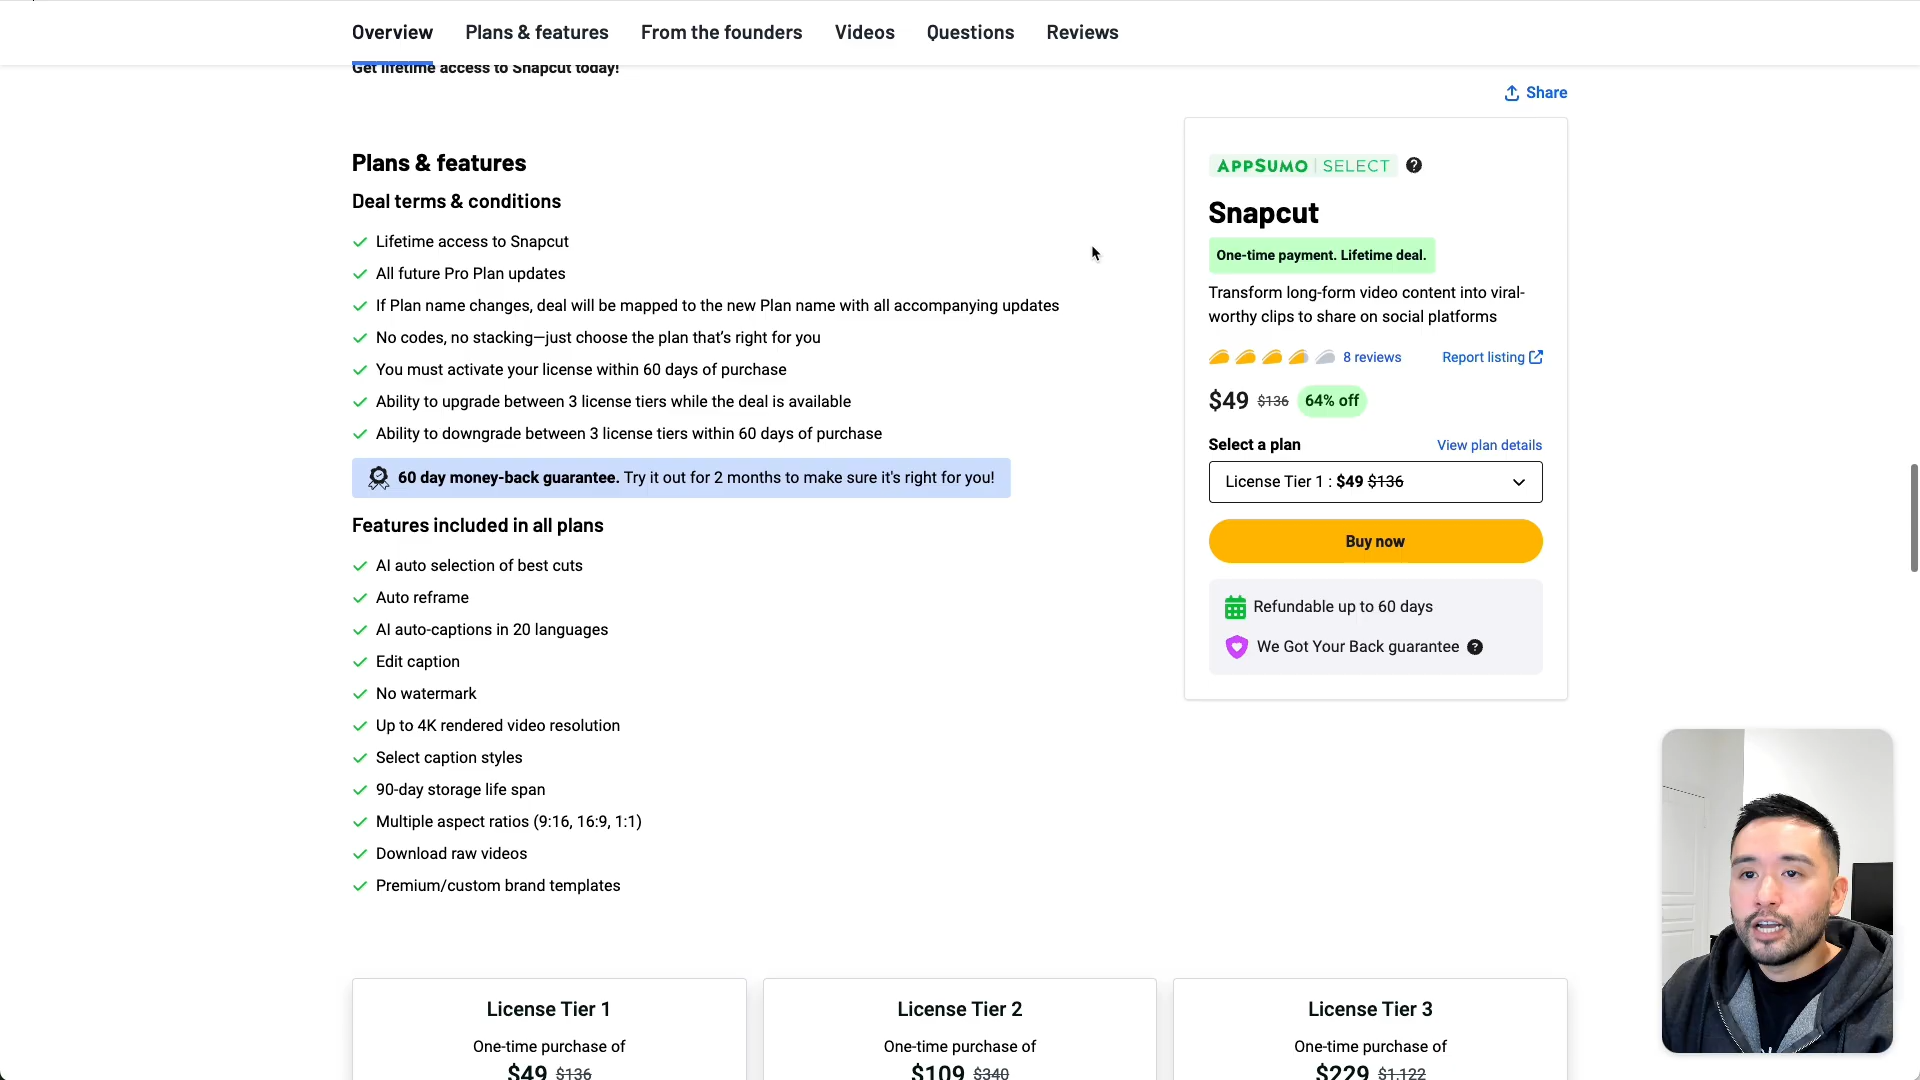 Overview
Plans & features
From the founders
Videos
Questions
Reviews
Get lifetime access to Snapcut today!
Share
Plans & features
Deal terms & conditions
Lifetime access to Snapcut
All future Pro Plan updates
If Plan name changes, deal will be mapped to the new Plan name with all accompanying updates
No codes, no stacking—just choose the plan that's right for you
You must activate your license within 60 days of purchase
Ability to upgrade between 3 license tiers while the deal is available
Ability to downgrade between 3 license tiers within 60 days of purchase
60 day money-back guarantee. Try it out for 2 months to make sure it's right for you!
Features included in all plans
AI auto selection of best cuts
Auto reframe
AI auto-captions in 20 languages
Edit caption
No watermark
Up to 4K rendered video resolution
Select caption styles
90-day storage life span
Multiple aspect ratios (9:16, 16:9, 1:1)
Download raw videos
Premium/custom brand templates
APPSUMO | SELECT ?
Snapcut
One-time payment. Lifetime deal.
Transform long-form video content into viral-
worthy clips to share on social platforms
8 reviews
Report listing
$49 $136 64% off
Select a plan
View plan details
License Tier 1 : $49 $136
Buy now
Refundable up to 60 days
We Got Your Back guarantee ?
License Tier 1
One-time purchase of
$49 $136
License Tier 2
One-time purchase of
$109 $340
License Tier 3
One-time purchase of
$229 $1,122